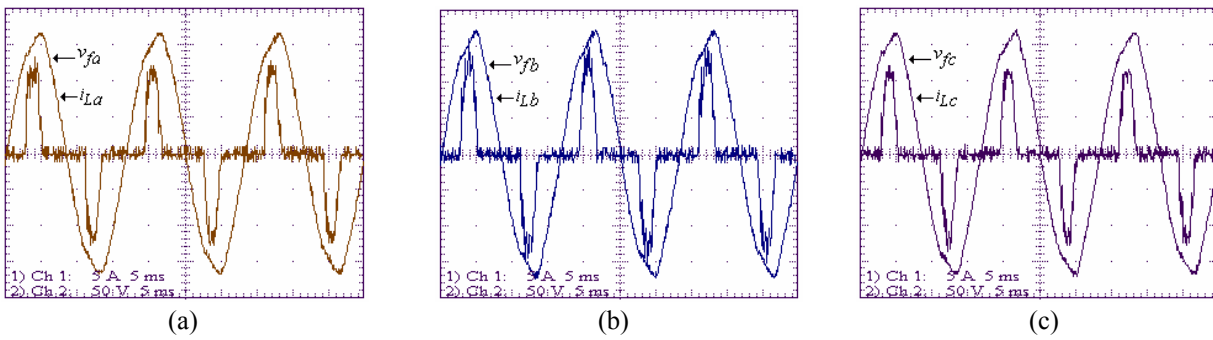 v_fa
i_La
1) Ch 1: 5 A 5 ms
2) Ch 2: 50 V 5 ms
(a)
v_fb
i_Lb
1) Ch 1: 5 A 5 ms
2) Ch 2: 50 V 5 ms
(b)
v_fc
i_Lc
1) Ch 1: 5 A 5 ms
2) Ch 2: 50 V 5 ms
(c)